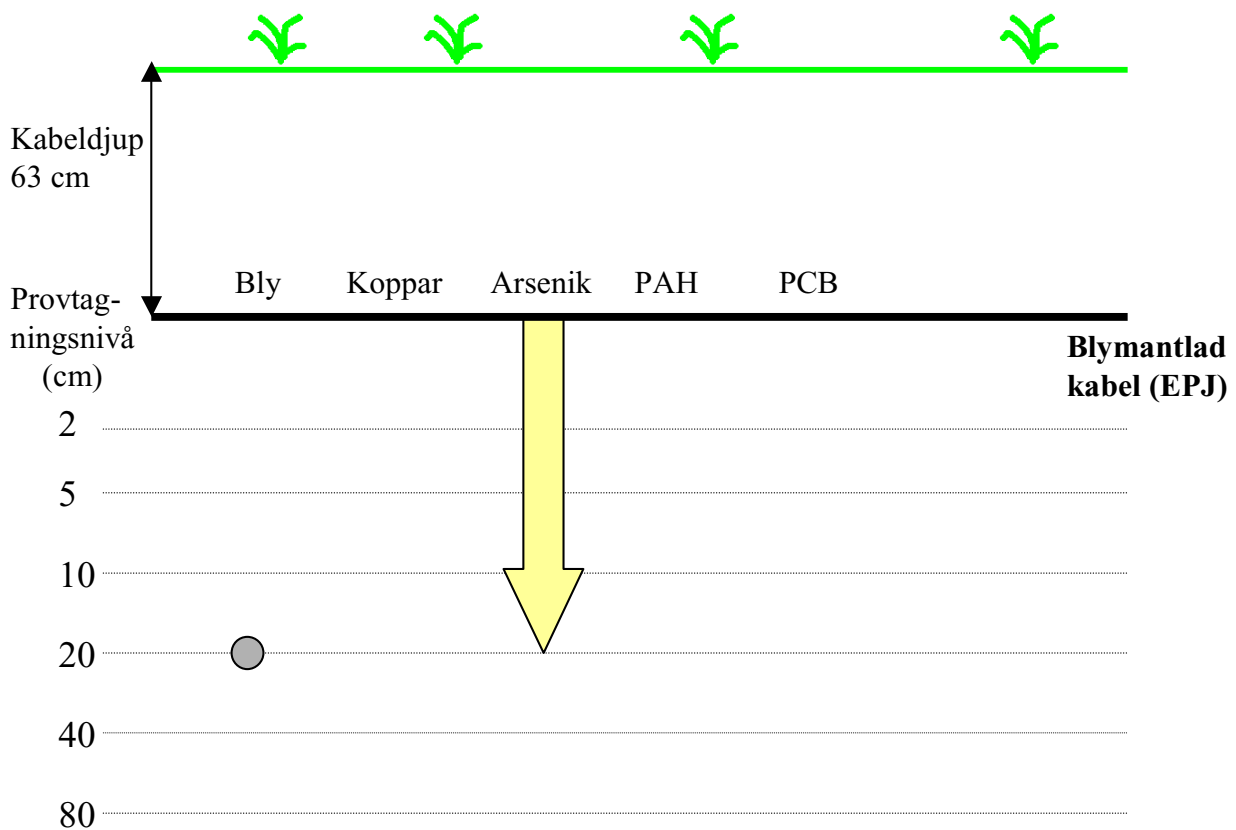 Kabeldjup
63 cm
Bly Koppar Arsenik PAH PCB
Provtag-
ningsnivå
(cm)
Blymantlad
kabel (EPJ)
2
5
10
20
40
80